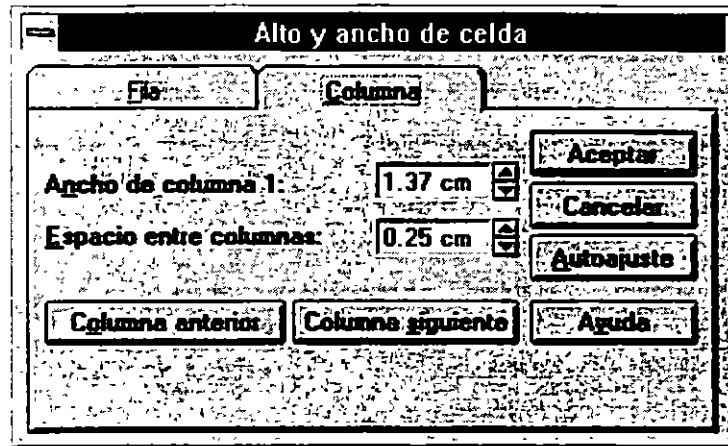 Alto y ancho de celda
Fila Columna
Ancho de columna 1: 1.37 cm
Espacio entre columnas: 0.25 cm
Aceptar
Cancelar
Autoajuste
Columna anterior Columna siguiente Ayuda